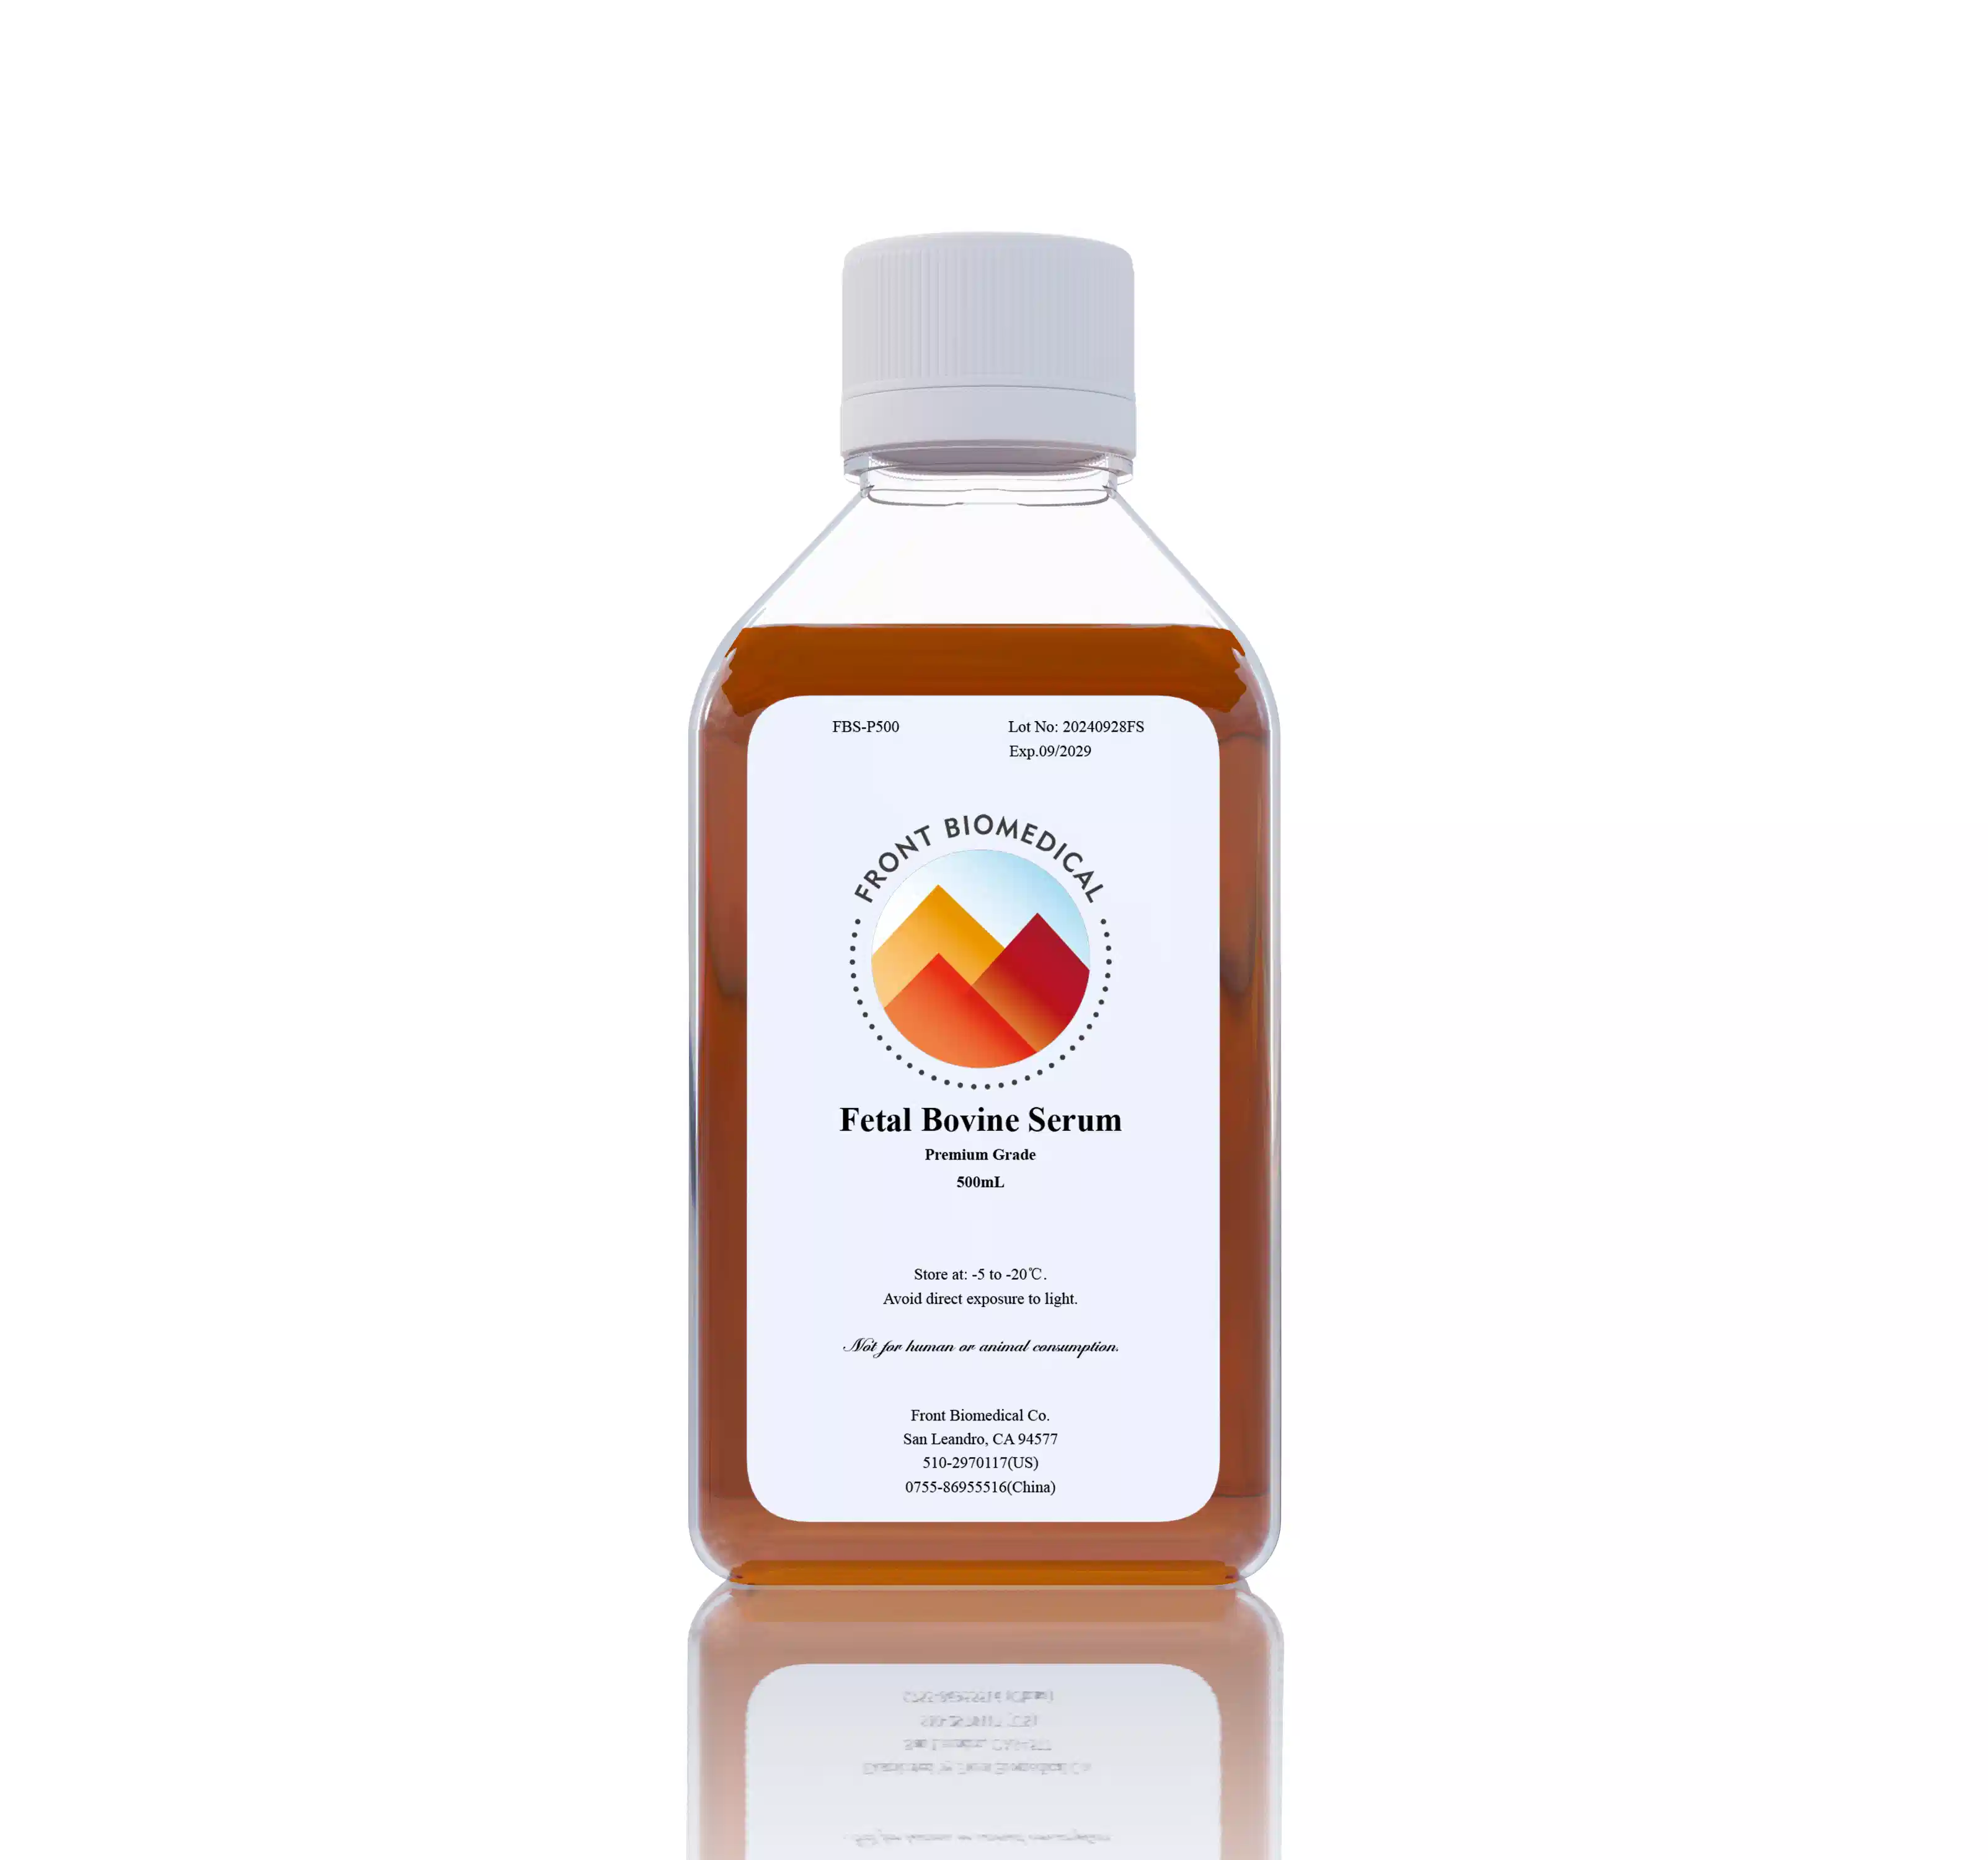 FBS-P500
Lot No: 20240928FS
Exp.09/2029
FRONT BIOMEDICAL
Fetal Bovine Serum
Premium Grade
500mL
Store at: -5 to -20℃.
Avoid direct exposure to light.
Not for human or animal consumption.
Front Biomedical Co.
San Leandro, CA 94577
510-2970117(US)
0755-86955516(China)